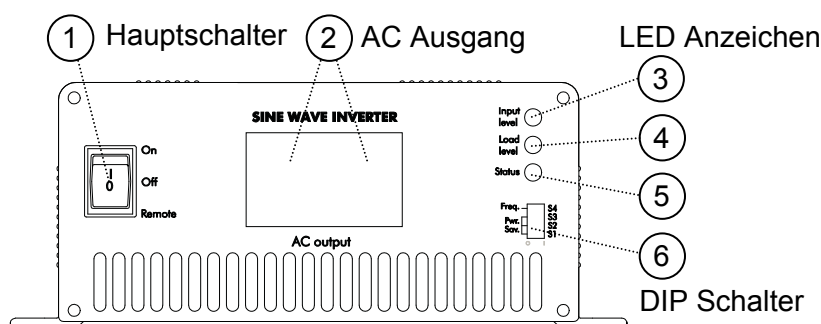 1 Hauptschalter 2 AC Ausgang LED Anzeichen
3
SINE WAVE INVERTER
Input
level
4
On
Load
level
I
0
Off
Status
5
Remote
Freq. S4
S3
Pwr. S2
Sav. S1
AC output
O I
6
DIP Schalter